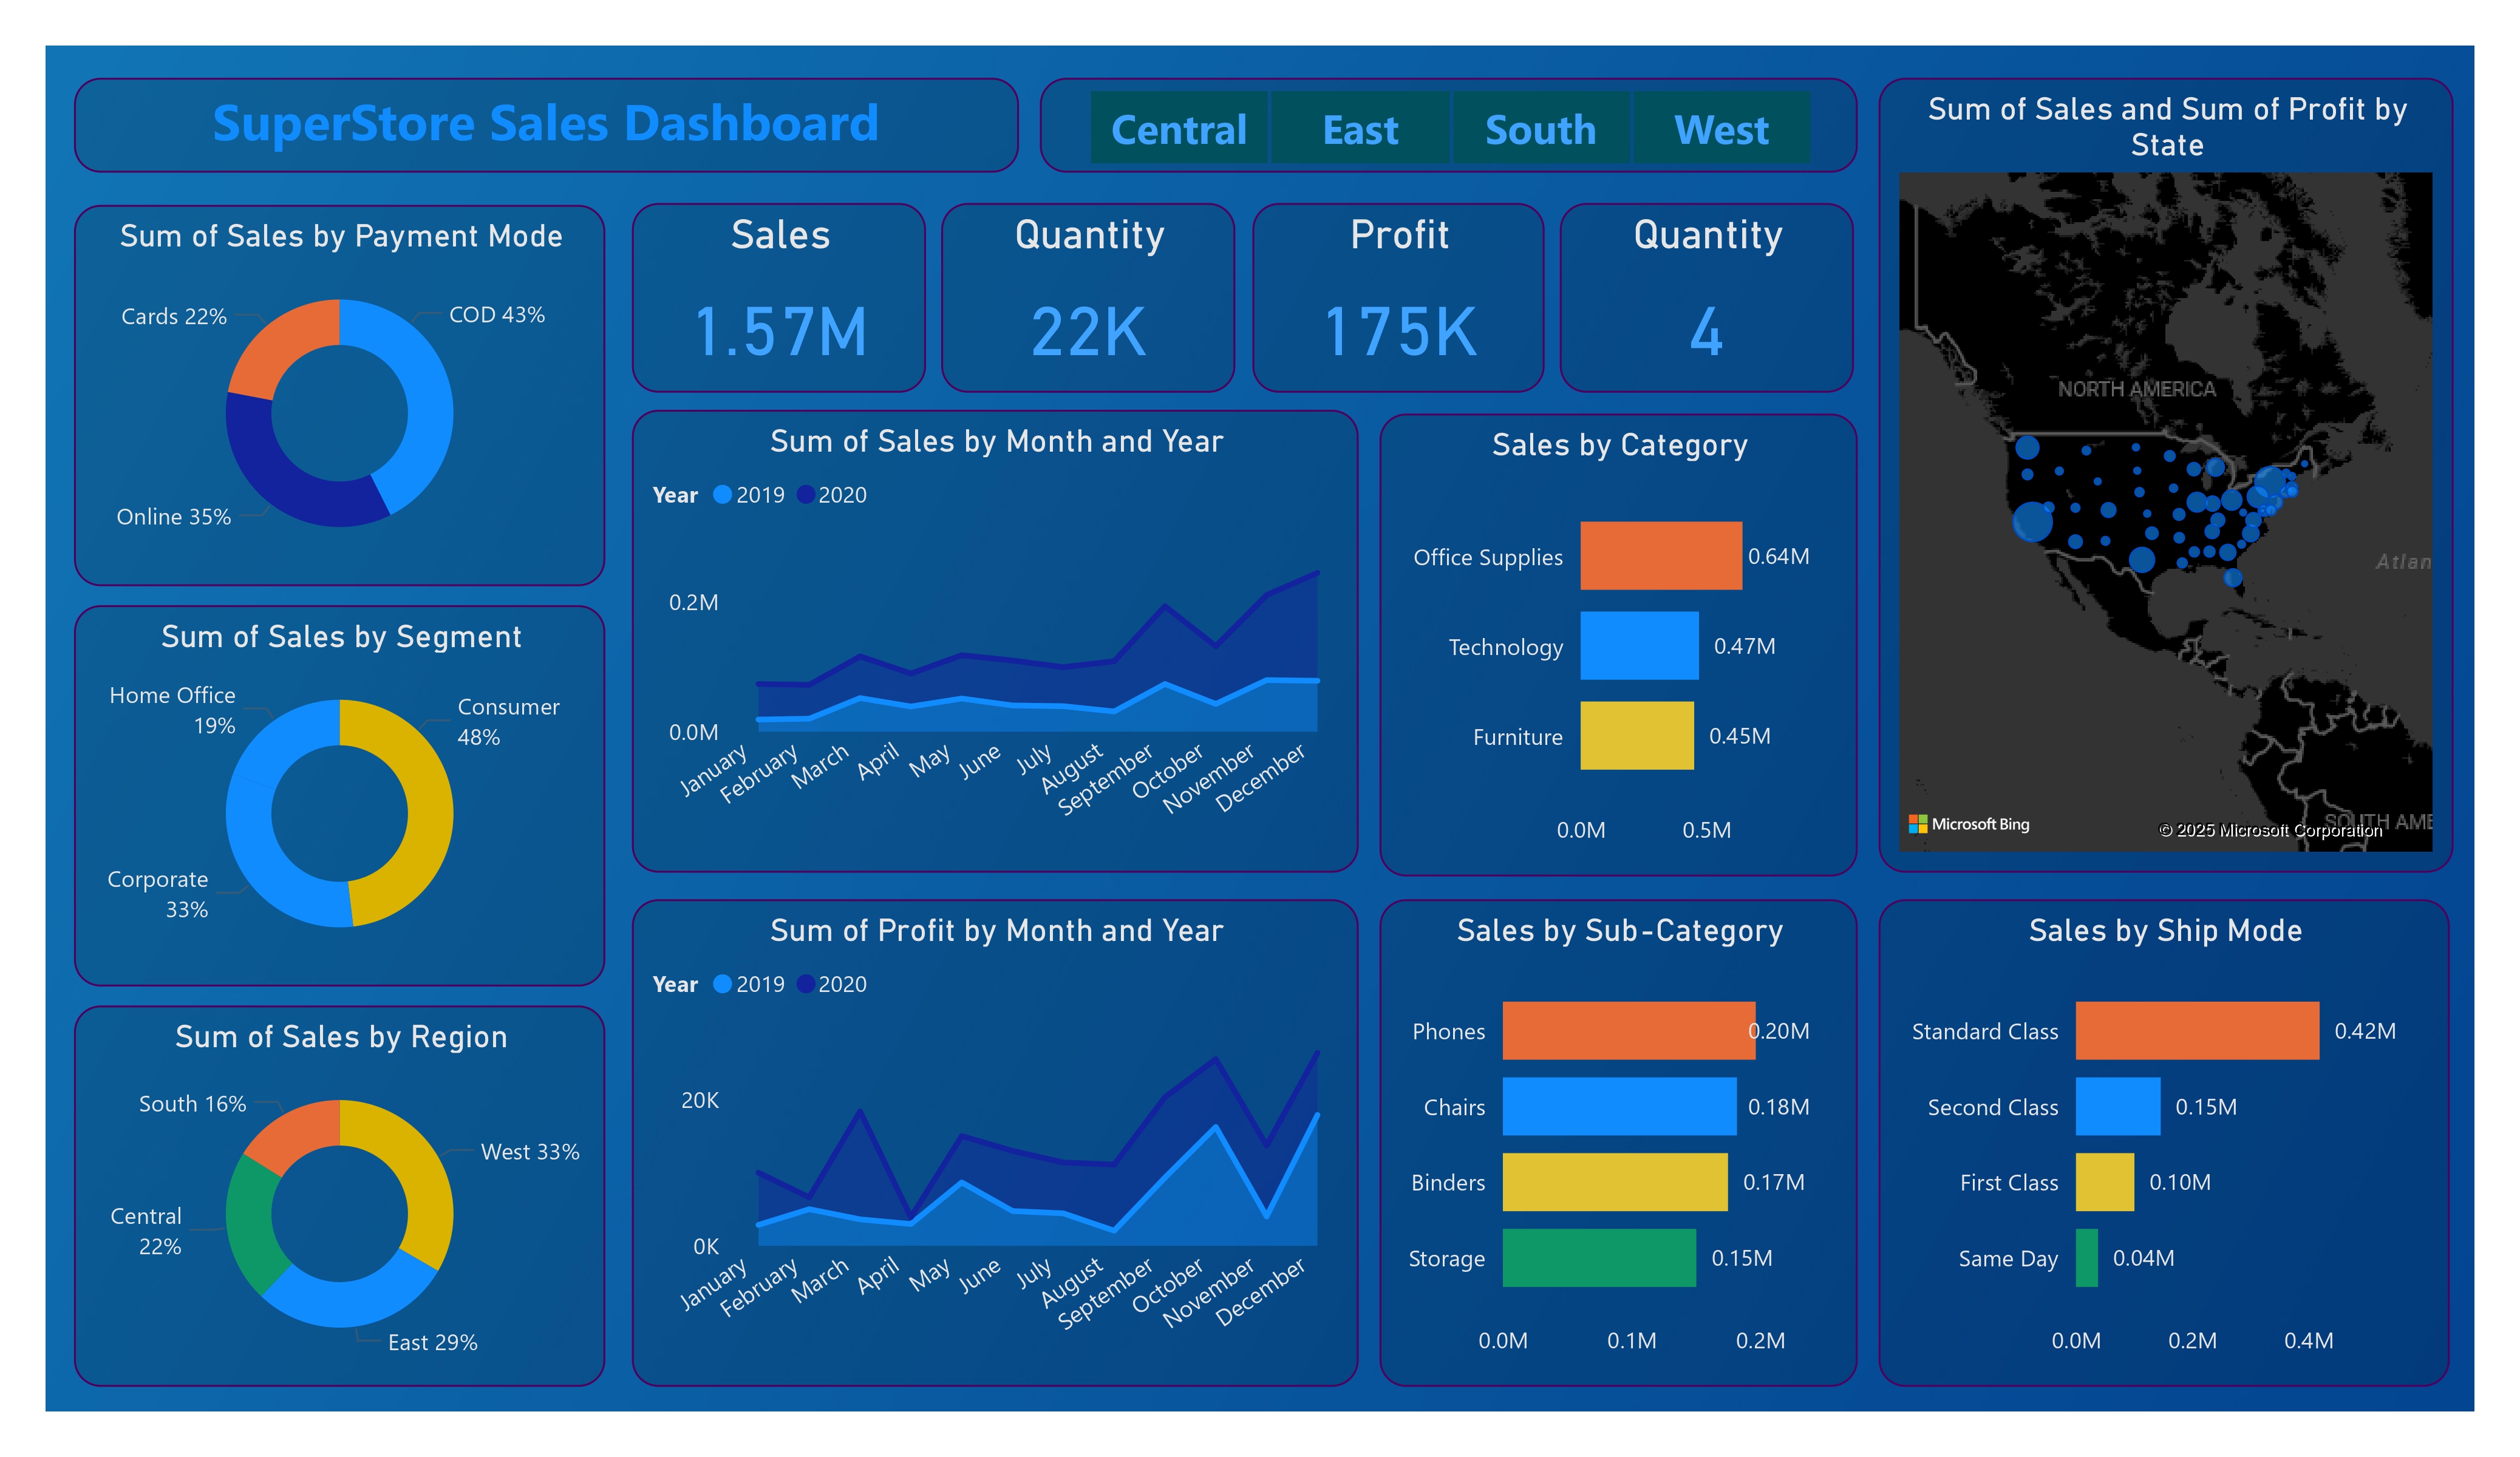 SuperStore Sales Dashboard
Central
East
South
West
Sum of Sales and Sum of Profit by
State
NORTH AMERICA
Atlan
SOUTH AME
Microsoft Bing
© 2025 Microsoft Corporation
Sum of Sales by Payment Mode
Cards 22%
COD 43%
Online 35%
Sales
1.57M
Quantity
22K
Profit
175K
Quantity
4
Sum of Sales by Month and Year
Year 2019 2020
0.2M
0.0M
January
February
March
April
May
June
July
August
September
October
November
December
Sales by Category
Office Supplies 0.64M
Technology 0.47M
Furniture 0.45M
0.0M 0.5M
Sum of Sales by Segment
Home Office
19%
Consumer
48%
Corporate
33%
Sum of Sales by Region
South 16%
West 33%
Central
22%
East 29%
Sum of Profit by Month and Year
Year 2019 2020
20K
0K
January
February
March
April
May
June
July
August
September
October
November
December
Sales by Sub-Category
Phones 0.20M
Chairs 0.18M
Binders 0.17M
Storage 0.15M
0.0M 0.1M 0.2M
Sales by Ship Mode
Standard Class 0.42M
Second Class 0.15M
First Class 0.10M
Same Day 0.04M
0.0M 0.2M 0.4M